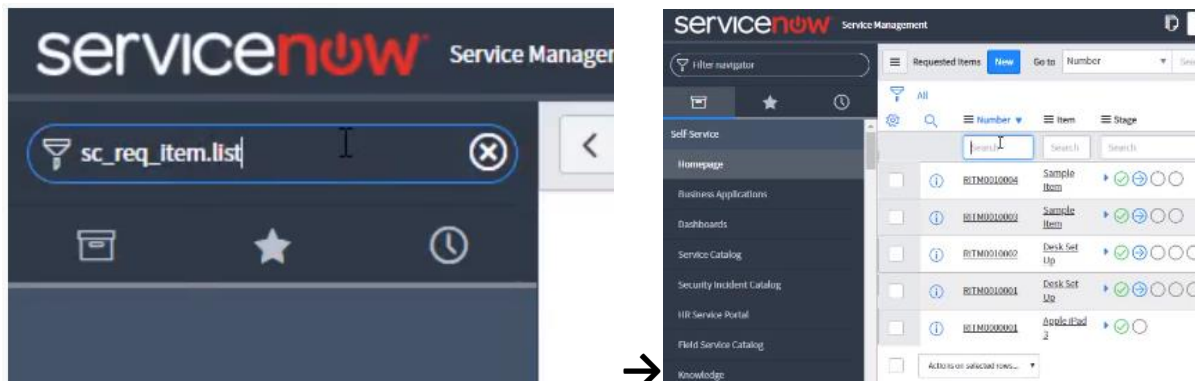 servicenow Service Manager
sc_req_item.list
servicenow Service Management
Filter navigator
Requested Items New Go to Number
All
Number Item Stage
Search Search Search
Self Service
Homepage
Business Applications
Dashboards
Service Catalog
Security Incident Catalog
HR Service Portal
Field Service Catalog
Knowledge
RITM0010004 Sample
Item
RITM0010003 Sample
Item
RITM0010002 Desk Set
Up
RITM0010001 Desk Set
Up
RITM0000001 Apple iPad
3
Actions on selected rows...